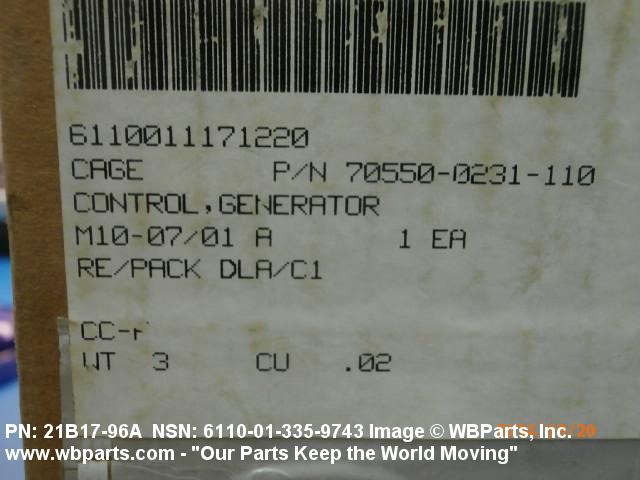 6110011171220
CAGE P/N 70550-0231-110
CONTROL,GENERATOR
M10-07/01 A 1 EA
RE/PACK DLA/C1
WT 3 CU .02
PN: 21B17-96A NSN: 6110-01-335-9743 Image © WBParts, Inc.
www.wbparts.com - "Our Parts Keep the World Moving"